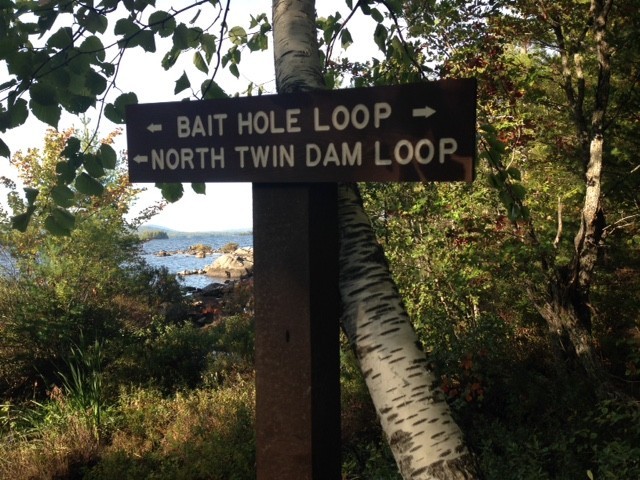 ← BAIT HOLE LOOP →
← NORTH TWIN DAM LOOP